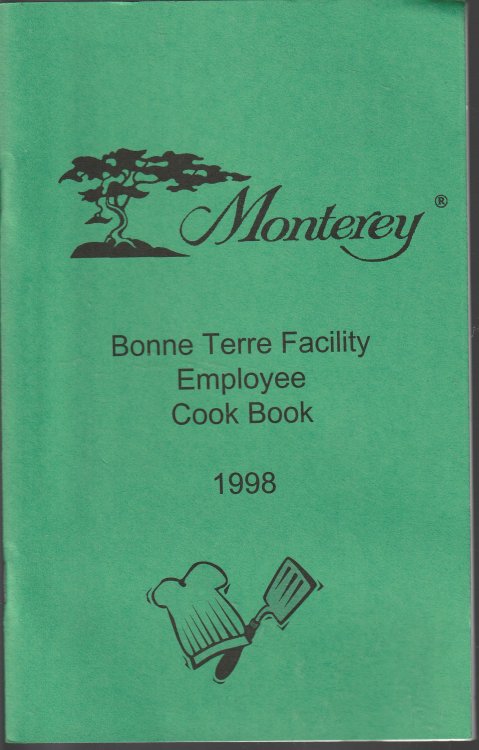 Monterey®
Bonne Terre Facility
Employee
Cook Book
1998